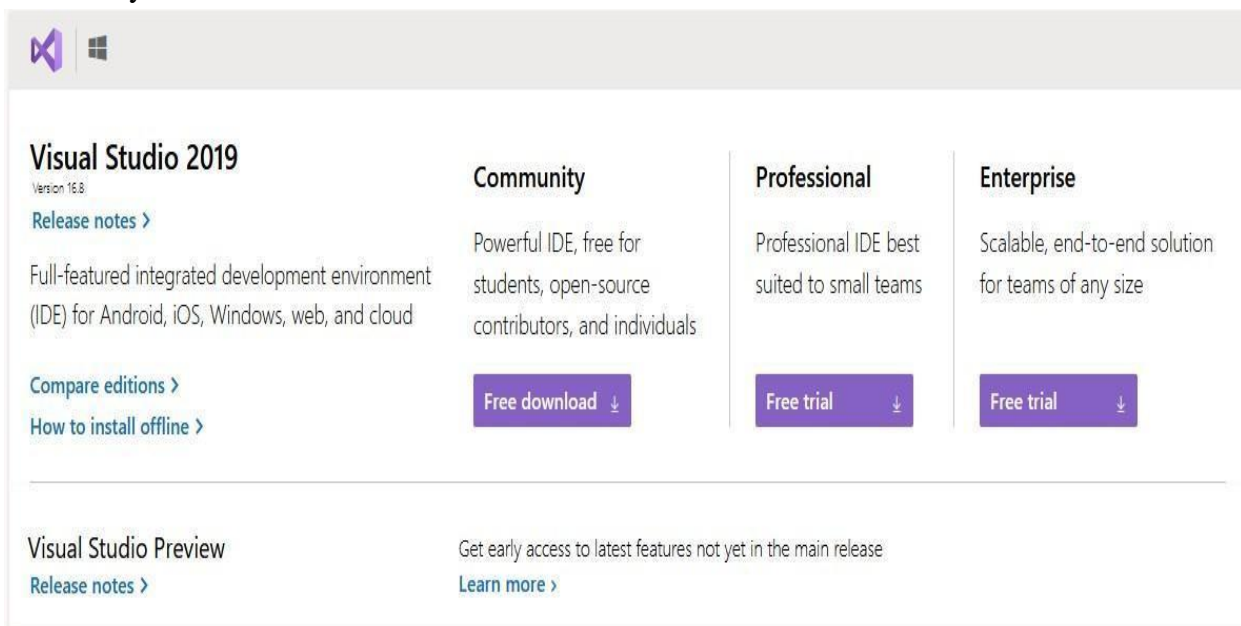 Visual Studio 2019
Version 16.8
Release notes >
Full-featured integrated development environment
(IDE) for Android, iOS, Windows, web, and cloud
Compare editions >
How to install offline >
Community
Powerful IDE, free for
students, open-source
contributors, and individuals
Free download
Professional
Professional IDE best
suited to small teams
Free trial
Enterprise
Scalable, end-to-end solution
for teams of any size
Free trial
Visual Studio Preview
Release notes >
Get early access to latest features not yet in the main release
Learn more >